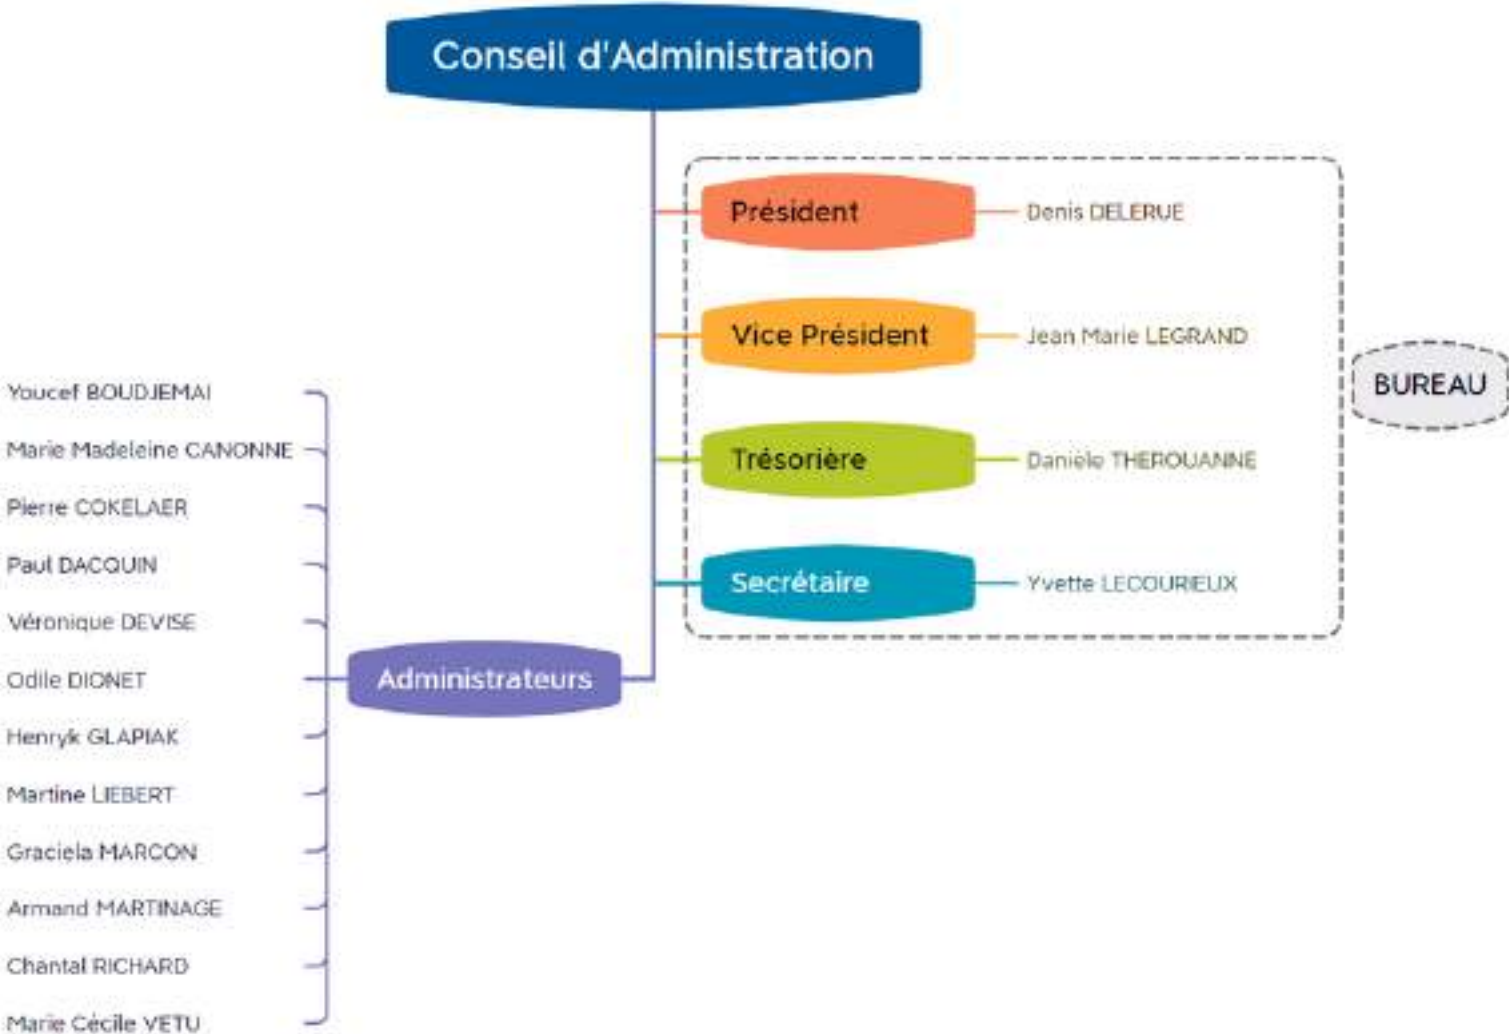 Conseil d'Administration
Président
Denis DELERUE
Vice Président
Jean Marie LEGRAND
BUREAU
Trésorière
Danièle THEROUANNE
Secrétaire
Yvette LECOURIEUX
Administrateurs
Youcef BOUDJEMAI
Marie Madeleine CANONNE
Pierre COKELAER
Paul DACQUIN
Véronique DEVISE
Odile DIONET
Henryk GLAPIAK
Martine LIEBERT
Graciela MARCON
Armand MARTINAGE
Chantal RICHARD
Marie Cécile VETU